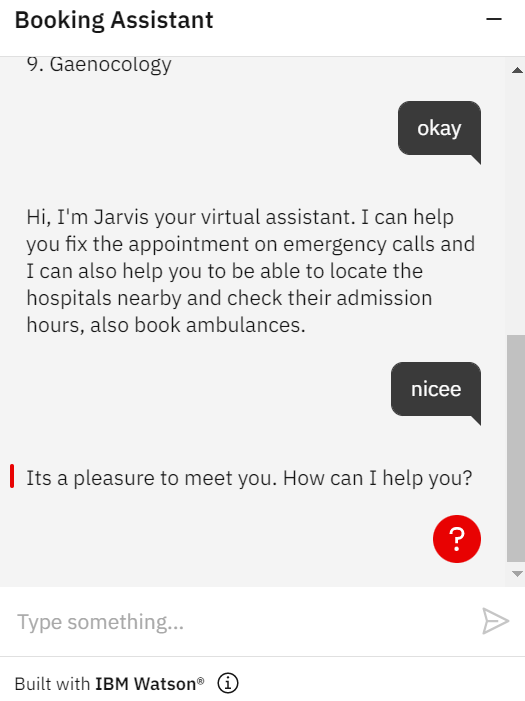 Booking Assistant
9. Gaenocology
okay
Hi, I'm Jarvis your virtual assistant. I can help
you fix the appointment on emergency calls and
I can also help you to be able to locate the
hospitals nearby and check their admission
hours, also book ambulances.
nicee
Its a pleasure to meet you. How can I help you?
?
Type something...
Built with IBM Watson®